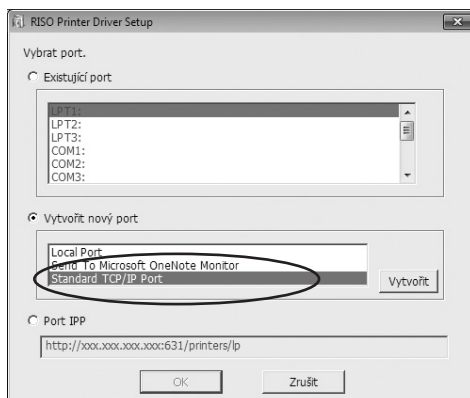 RISO Printer Driver Setup
Vybrat port.
Existující port
LPT1:
LPT2:
LPT3:
COM1:
COM2:
COM3:
Vytvořit nový port
Local Port
Send To Microsoft OneNote Monitor
Standard TCP/IP Port
Vytvořit
Port IPP
http://xxx.xxx.xxx.xxx:631/printers/lp
OK
Zrušit